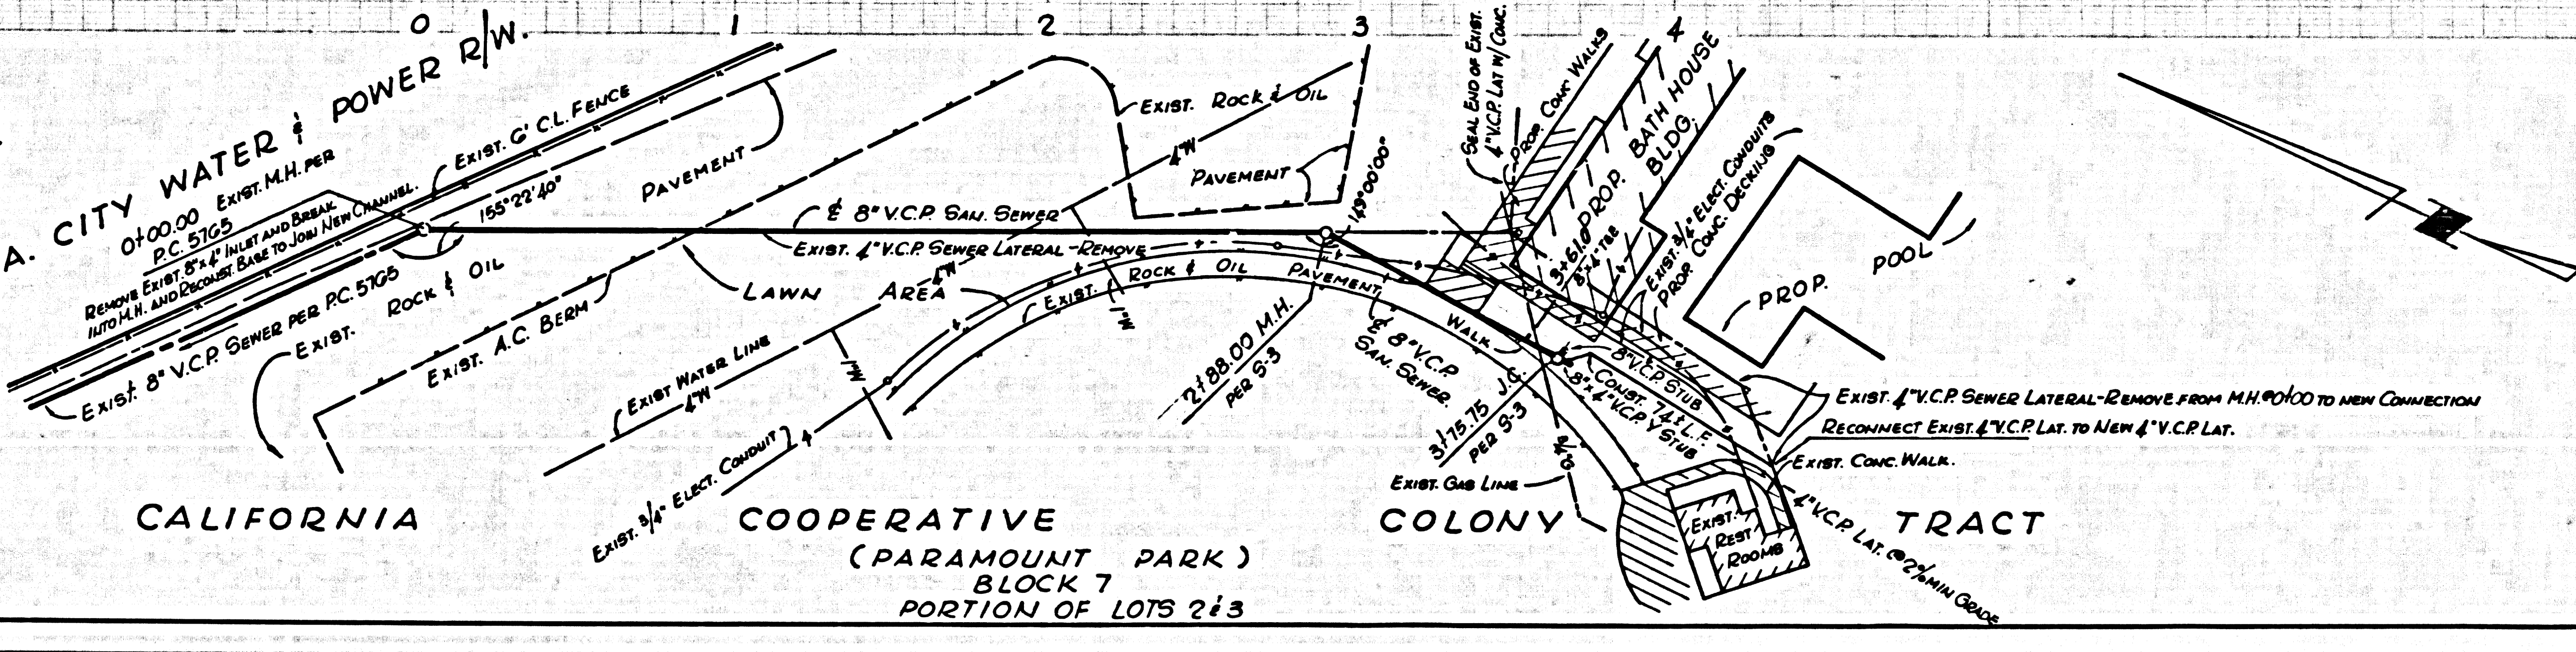 0
1
2
3
4
A. CITY WATER & POWER R/W.
0+00.00 EXIST. M.H. PER
P.C. 5765
REMOVE EXIST. 8"x4" INLET AND BREAK
INTO M.H. AND RECONST. BASE TO JOIN NEW CHANNEL.
EXIST. 6' C.L. FENCE
155°22'40"
PAVEMENT
EXIST. 8" V.C.P. SEWER PER P.C. 5765
EXIST. ROCK & OIL
EXIST. A.C. BERM
℄ 8" V.C.P. SAN. SEWER
EXIST. 4" V.C.P. SEWER LATERAL-REMOVE
LAWN AREA
4"W
EXIST. ROCK & OIL PAVEMENT
EXIST WATER LINE
4"W
1"W
1"W
EXIST. 3/4" ELECT. CONDUIT
EXIST. ROCK & OIL
4"W
PAVEMENT
149°00'00"
2+88.00 M.H.
PER S-3
℄ 8" V.C.P.
SAN. SEWER.
WALK
3+75.75 J.C.
PER S-3
SEAL END OF EXIST.
4" V.C.P. LAT W/ CONC.
PROP. CONC WALKS
PROP. BATH HOUSE
BLDG.
3+61.0
8"x4" TEE
EXIST. 3/4" ELECT. CONDUITS
PROP. CONC. DECKING
PROP. POOL
8" V.C.P. STUB
CONST. 74± L.F.
8"x4" V.C.P. Y STUB
3/4"G
EXIST. GAS LINE
EXIST. 4" V.C.P. SEWER LATERAL-REMOVE FROM M.H.@0+00 TO NEW CONNECTION
RECONNECT EXIST. 4" V.C.P. LAT. TO NEW 4" V.C.P. LAT.
EXIST. CONC. WALK.
4" V.C.P. LAT. @ 2% MIN GRADE
EXIST.
REST
ROOMS
CALIFORNIA COOPERATIVE COLONY TRACT
(PARAMOUNT PARK)
BLOCK 7
PORTION OF LOTS 2 & 3